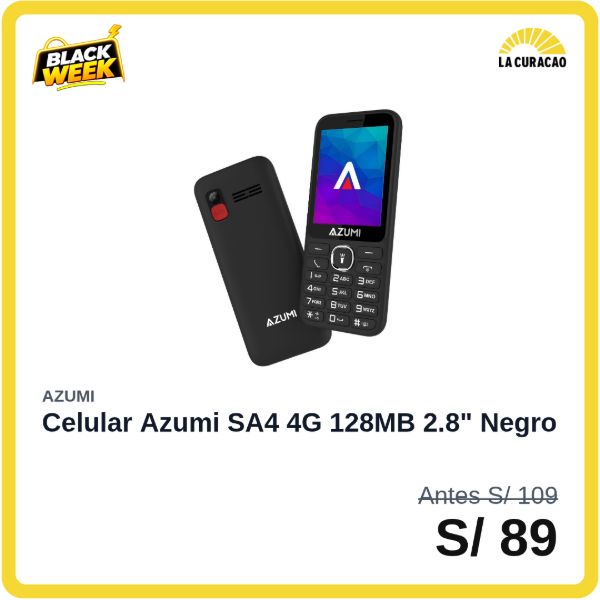 BLACK
WEEK
LA CURACAO
AZUMI
AZUMI
AZUMI
Celular Azumi SA4 4G 128MB 2.8" Negro
Antes S/ 109
S/ 89